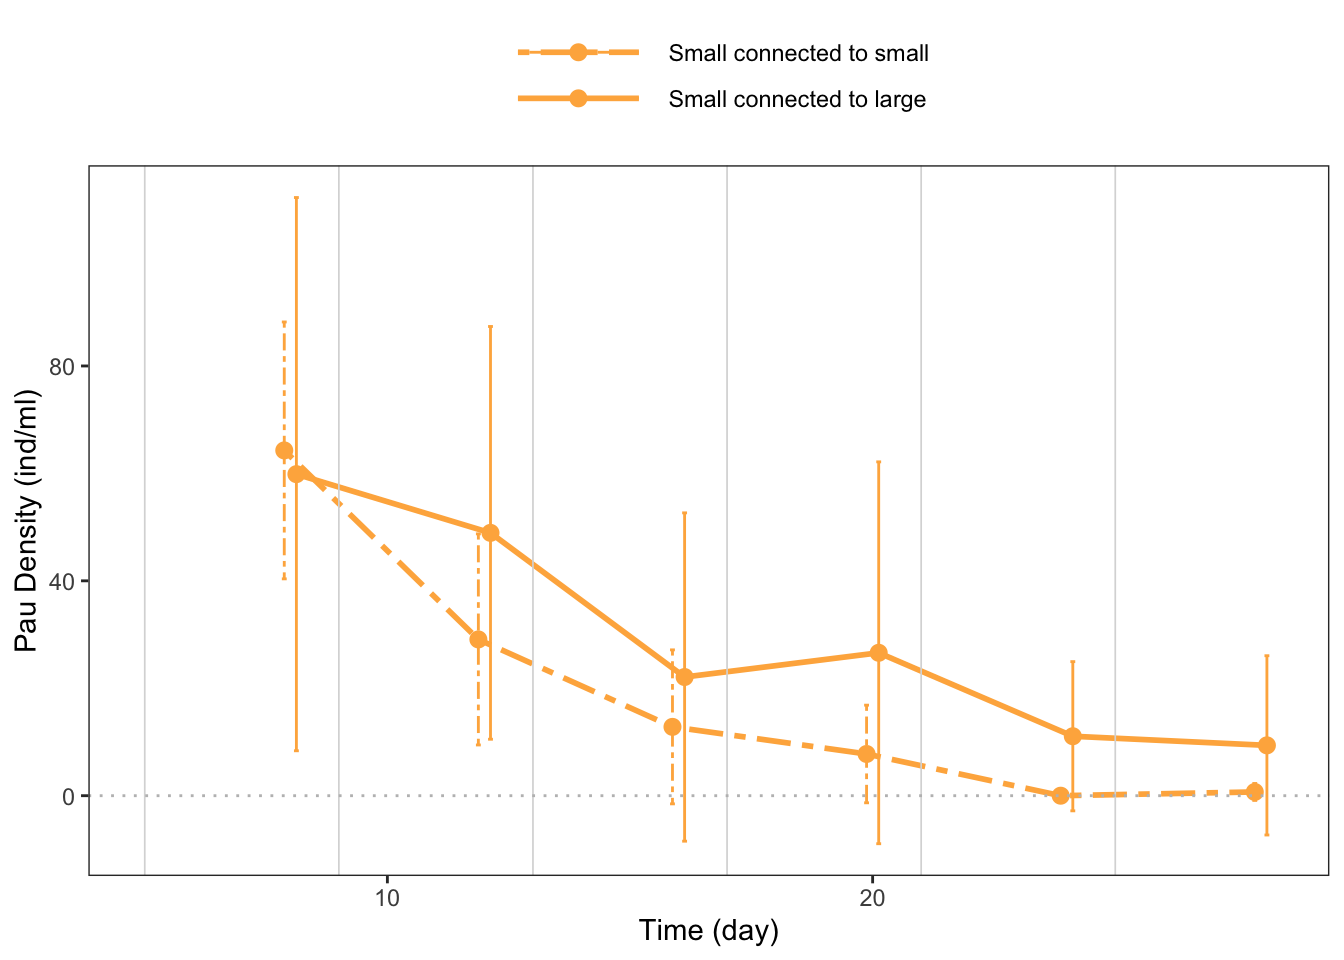 Small connected to small
Small connected to large
80
40
0
Pau Density (ind/ml)
10
20
Time (day)